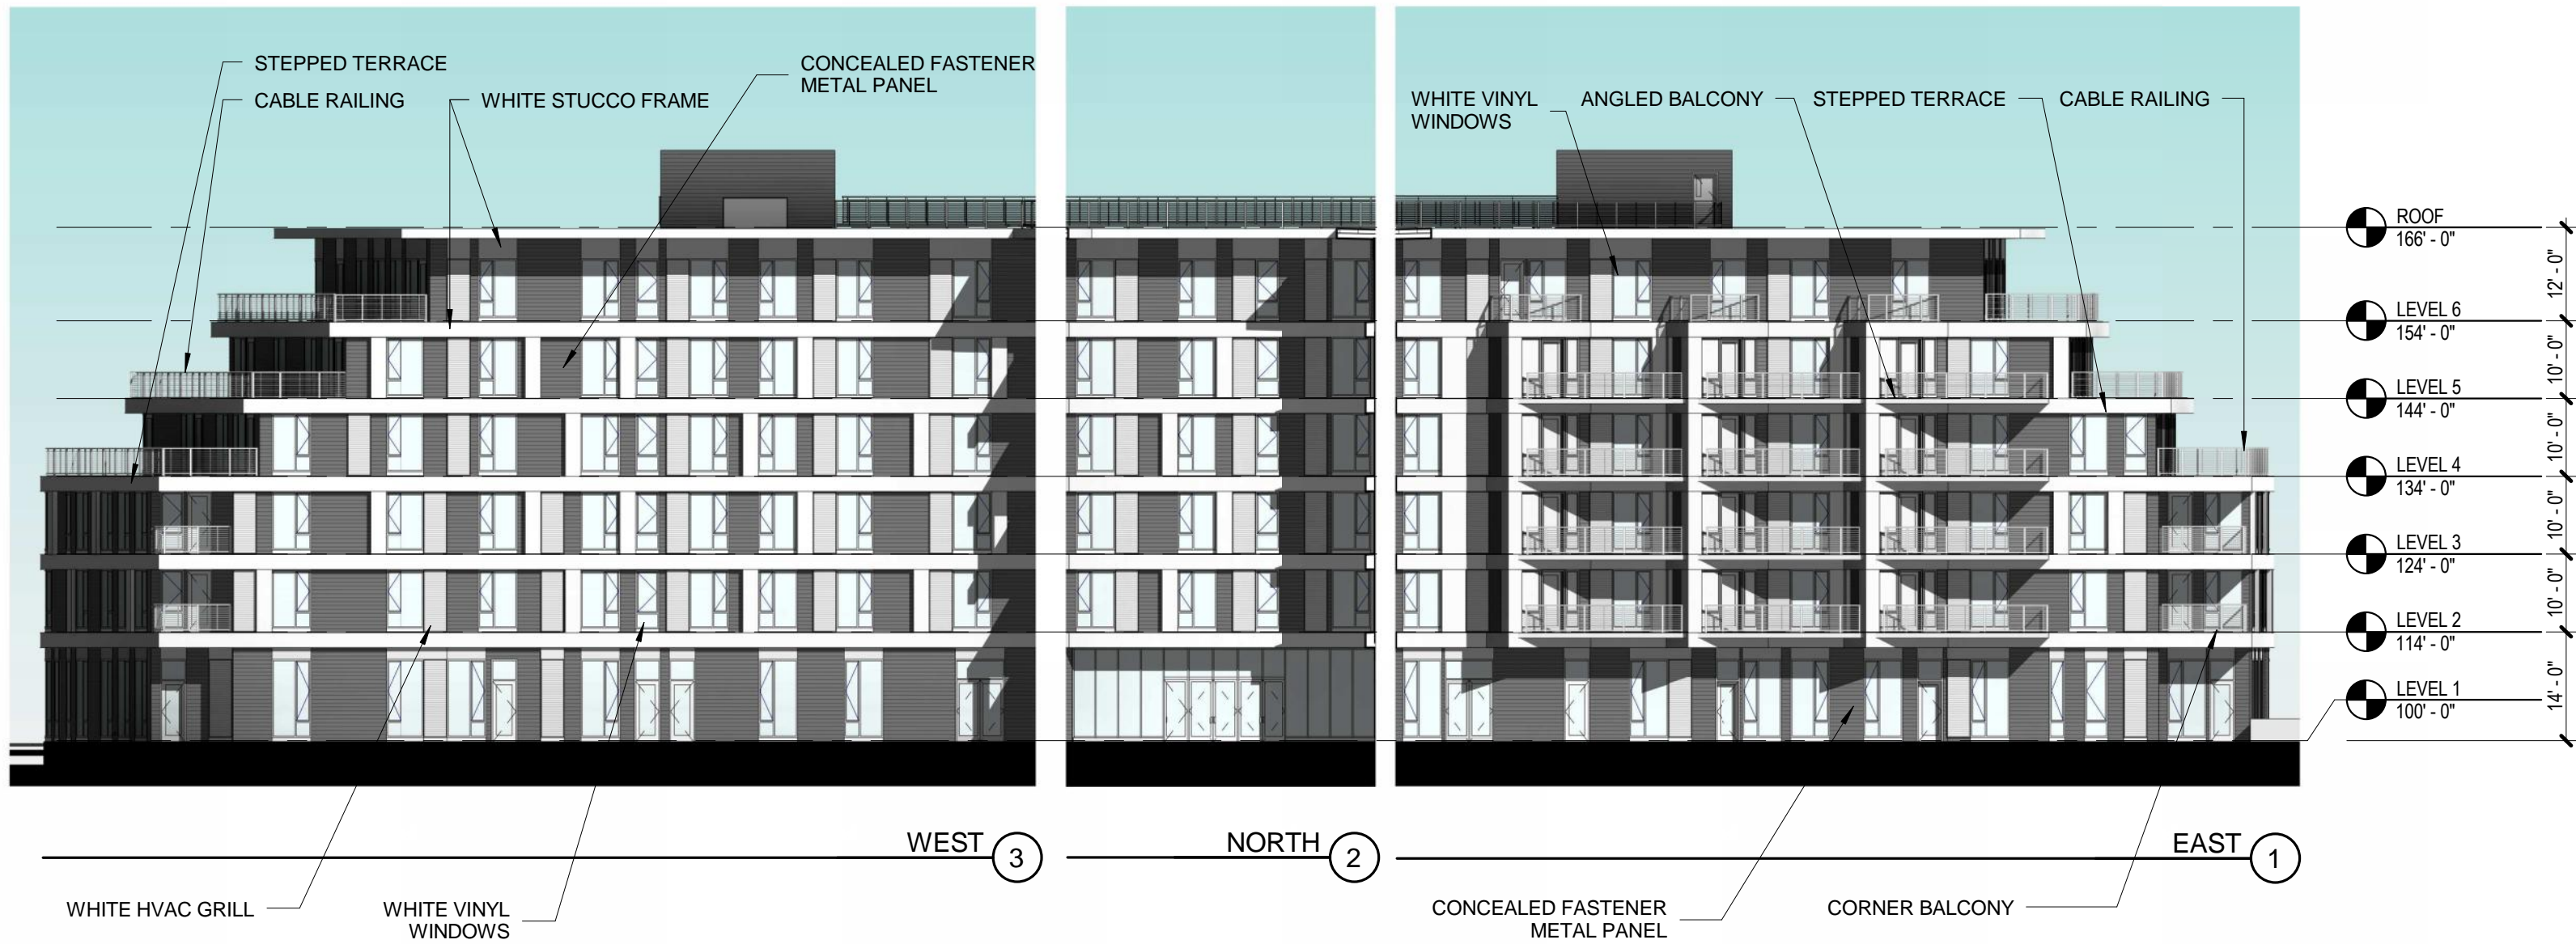 STEPPED TERRACE
CABLE RAILING
WHITE STUCCO FRAME
CONCEALED FASTENER
METAL PANEL
WHITE VINYL
WINDOWS
ANGLED BALCONY
STEPPED TERRACE
CABLE RAILING
ROOF
166' - 0"
12' - 0"
LEVEL 6
154' - 0"
10' - 0"
LEVEL 5
144' - 0"
10' - 0"
LEVEL 4
134' - 0"
10' - 0"
LEVEL 3
124' - 0"
10' - 0"
LEVEL 2
114' - 0"
14' - 0"
LEVEL 1
100' - 0"
WEST 3
NORTH 2
EAST 1
WHITE HVAC GRILL
WHITE VINYL
WINDOWS
CONCEALED FASTENER
METAL PANEL
CORNER BALCONY